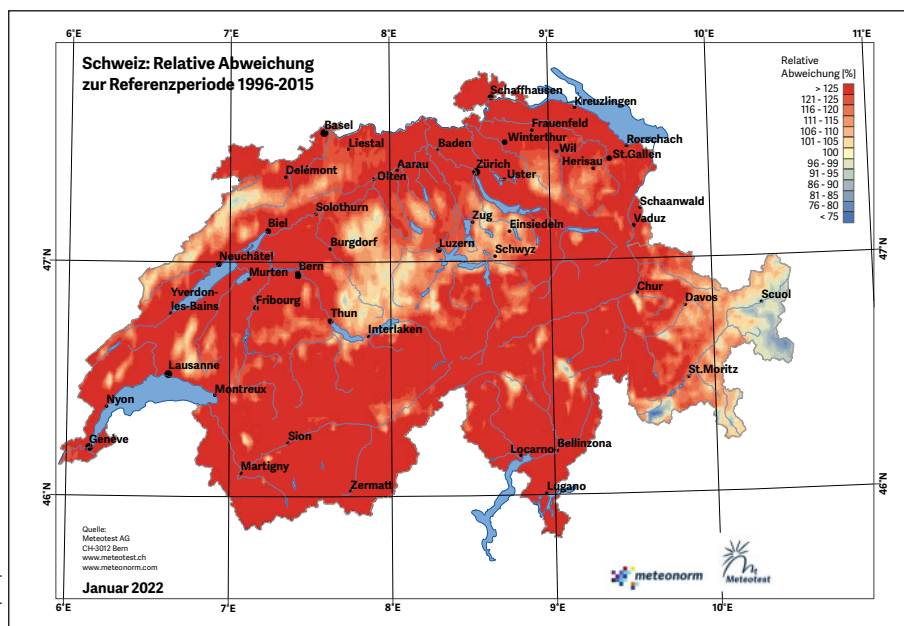 6°E 7°E 8°E 9°E 10°E 11°E
Schweiz: Relative Abweichung
zur Referenzperiode 1996-2015
Relative
Abweichung [%]
> 125
121 - 125
116 - 120
111 - 115
106 - 110
101 - 105
100
96 - 99
91 - 95
86 - 90
81 - 85
76 - 80
< 75
Schaffhausen
Kreuzlingen
Basel
Frauenfeld
Liestal
Baden
Winterthur
Rorschach
Wil
St.Gallen
Delémont
Aarau
Zürich
Herisau
Olten
Uster
Solothurn
Schaanwald
Zug
Vaduz
Biel
Einsiedeln
Burgdorf
Luzern
Schwyz
47°N
47°N
Neuchâtel
Bern
Murten
Chur
Davos
Scuol
Yverdon-
les-Bains
Fribourg
Thun
Interlaken
Lausanne
St.Moritz
Montreux
Nyon
Sion
Bellinzona
Genève
Locarno
Martigny
Zermatt
Lugano
46°N
46°N
Quelle:
Meteotest AG
CH-3012 Bern
www.meteotest.ch
www.meteonorm.com
Januar 2022
meteonorm
Meteotest
6°E 7°E 8°E 9°E 10°E